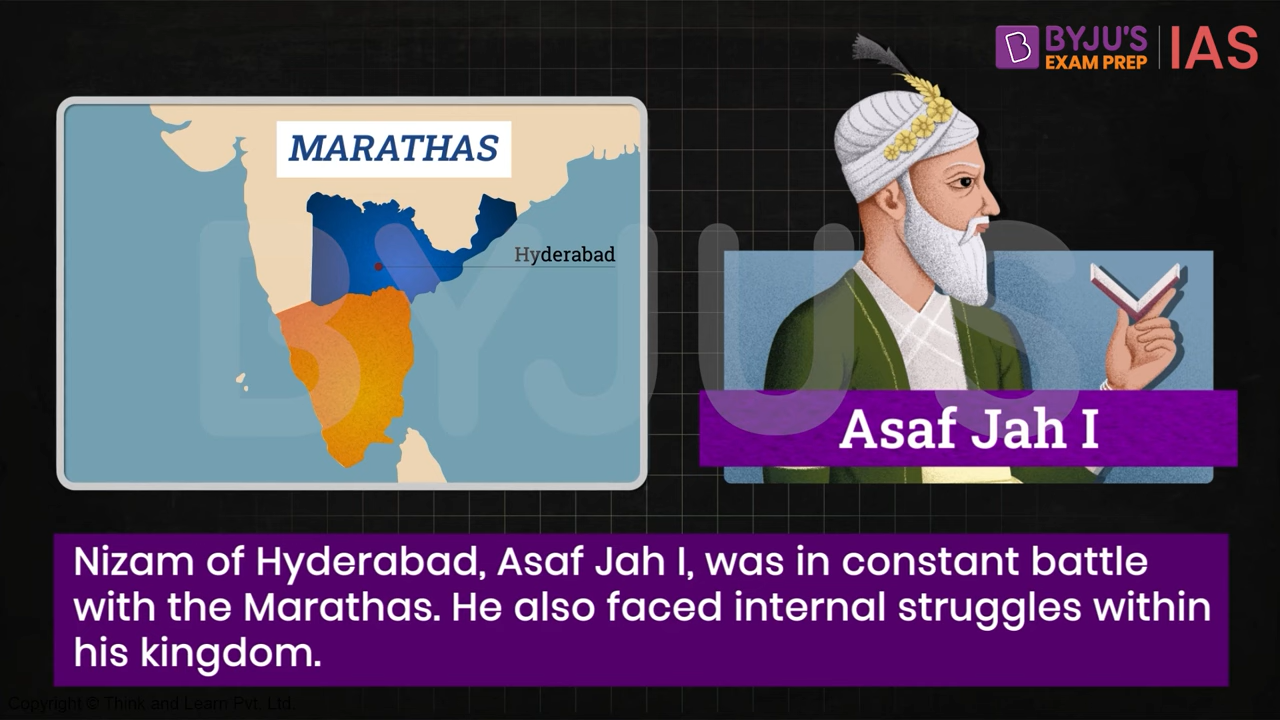 BYJU'S
EXAM PREP
IAS
MARATHAS
Hyderabad
BYJU'S
Asaf Jah I
Nizam of Hyderabad, Asaf Jah I, was in constant battle
with the Marathas. He also faced internal struggles within
his kingdom.
Copyright © Think and Learn Pvt. Ltd.